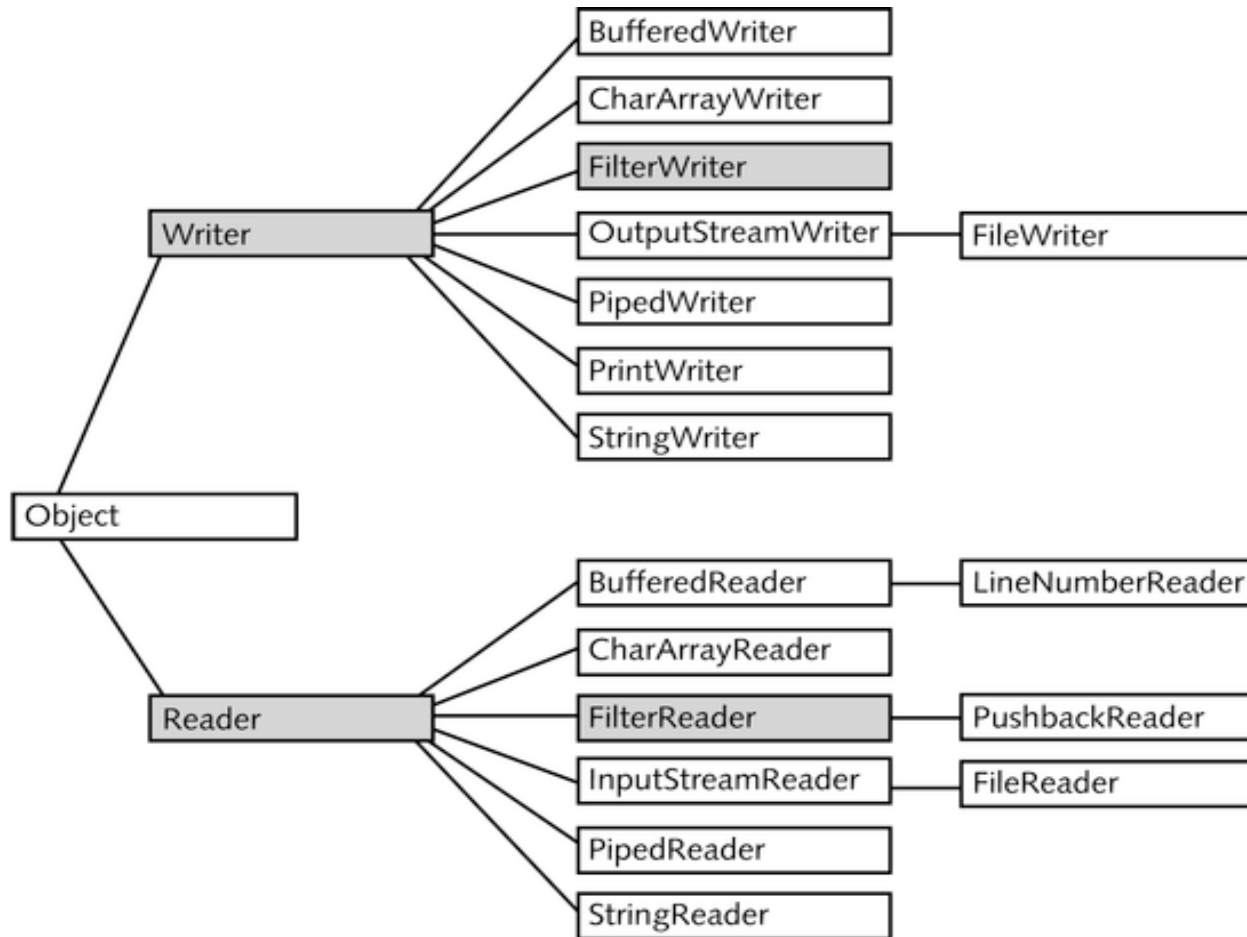 BufferedWriter
CharArrayWriter
FilterWriter
Writer
OutputStreamWriter
FileWriter
PipedWriter
PrintWriter
StringWriter
Object
BufferedReader
LineNumberReader
CharArrayReader
Reader
FilterReader
PushbackReader
InputStreamReader
FileReader
PipedReader
StringReader